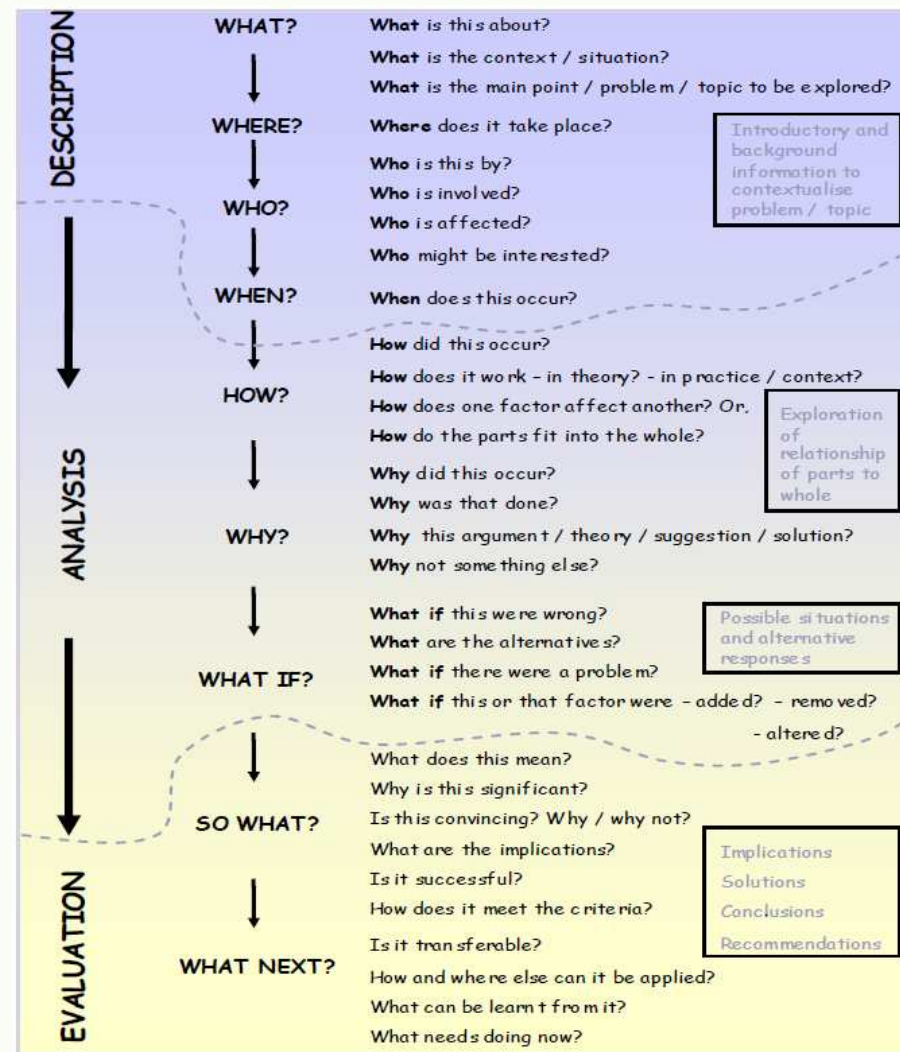 DESCRIPTION
WHAT?
What is this about?
What is the context / situation?
What is the main point / problem / topic to be explored?
WHERE?
Where does it take place?
Introductory and
background
information to
contextualise
problem / topic
WHO?
Who is this by?
Who is involved?
Who is affected?
Who might be interested?
WHEN?
When does this occur?
ANALYSIS
HOW?
How did this occur?
How does it work - in theory? - in practice / context?
How does one factor affect another? Or,
How do the parts fit into the whole?
Exploration
of
relationship
of parts to
whole
WHY?
Why did this occur?
Why was that done?
Why this argument / theory / suggestion / solution?
Why not something else?
WHAT IF?
What if this were wrong?
What are the alternatives?
What if there were a problem?
What if this or that factor were - added? - removed?
- altered?
Possible situations
and alternative
responses
EVALUATION
SO WHAT?
What does this mean?
Why is this significant?
Is this convincing? Why / why not?
What are the implications?
Is it successful?
How does it meet the criteria?
Implications
Solutions
Conclusions
Recommendations
WHAT NEXT?
Is it transferable?
How and where else can it be applied?
What can be learnt from it?
What needs doing now?